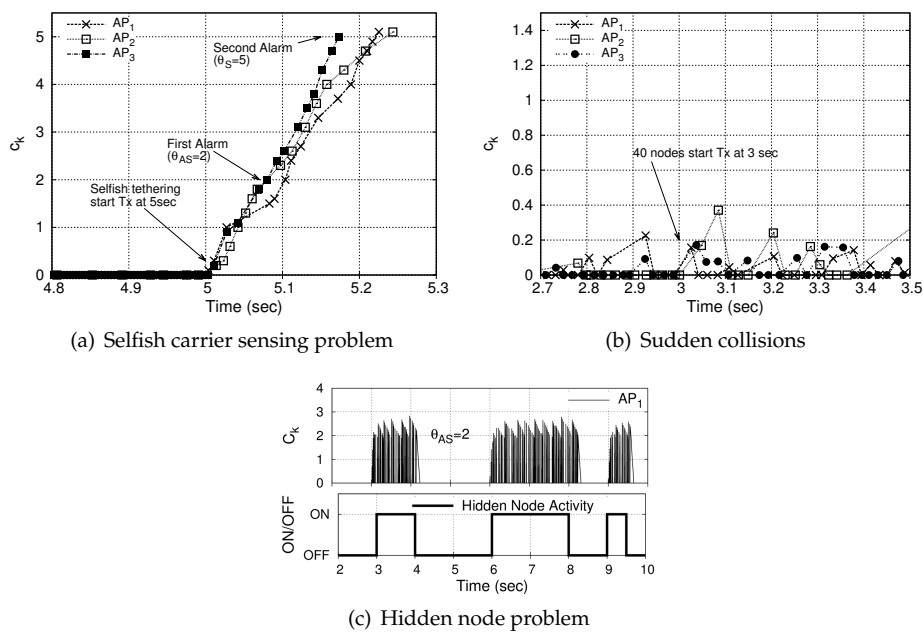 AP1
AP2
AP3
Second Alarm
(θS=5)
First Alarm
(θAS=2)
Selfish tethering
start Tx at 5sec
ck
5
4
3
2
1
0
4.8 4.9 5 5.1 5.2 5.3
Time (sec)
(a) Selfish carrier sensing problem
AP1
AP2
AP3
40 nodes start Tx at 3 sec
ck
1.4
1.2
1
0.8
0.6
0.4
0.2
0
2.7 2.8 2.9 3 3.1 3.2 3.3 3.4 3.5
Time (sec)
(b) Sudden collisions
AP1
θAS=2
Ck
4
3
2
1
0
Hidden Node Activity
ON/OFF
ON
OFF
2 3 4 5 6 7 8 9 10
Time (sec)
(c) Hidden node problem